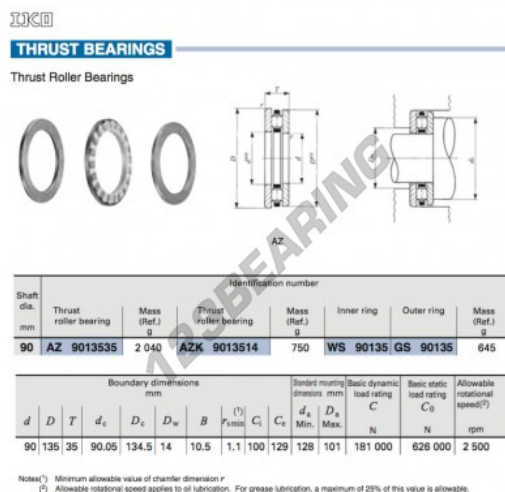 IKO
THRUST BEARINGS
Thrust Roller Bearings
T
r
r
D
d
Da
da
AZ
123BEARING
Identification number
Shaft dia. mm
Thrust roller bearing
Mass (Ref.) g
Thrust roller bearing
Mass (Ref.) g
Inner ring
Outer ring
Mass (Ref.) g
90 AZ 9013535 2 040 AZK 9013514 750 WS 90135 GS 90135 645
Boundary dimensions mm
Standard mounting dimensions mm
Basic dynamic load rating C N
Basic static load rating C0 N
Allowable rotational speed(2) rpm
d D T dc Dc Dw B rs min(1) Ci Ce da Min. Da Max.
90 135 35 90.05 134.5 14 10.5 1.1 100 129 128 101 181 000 626 000 2 500
Notes(1) Minimum allowable value of chamfer dimension r
(2) Allowable rotational speed applies to oil lubrication. For grease lubrication, a maximum of 25% of this value is allowable.